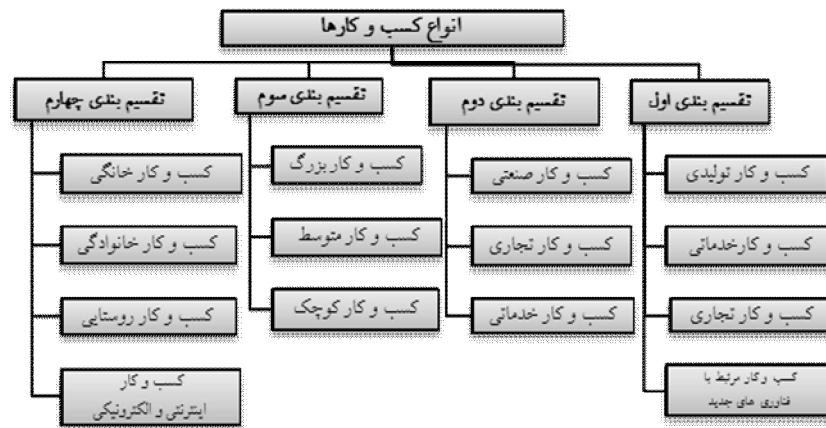 انواع کسب و کارها
تقسیم بندی اول
کسب و کار تولیدی
کسب و کارخدماتی
کسب و کار تجاری
کسب و کار مرتبط با
فناوری های جدید
تقسیم بندی دوم
کسب و کار صنعتی
کسب و کار تجاری
کسب و کار خدماتی
تقسیم بندی سوم
کسب و کار بزرگ
کسب و کار متوسط
کسب و کار کوچک
تقسیم بندی چهارم
کسب و کار خانگی
کسب و کار خانوادگی
کسب و کار روستایی
کسب و کار
اینترنتی و الکترونیکی